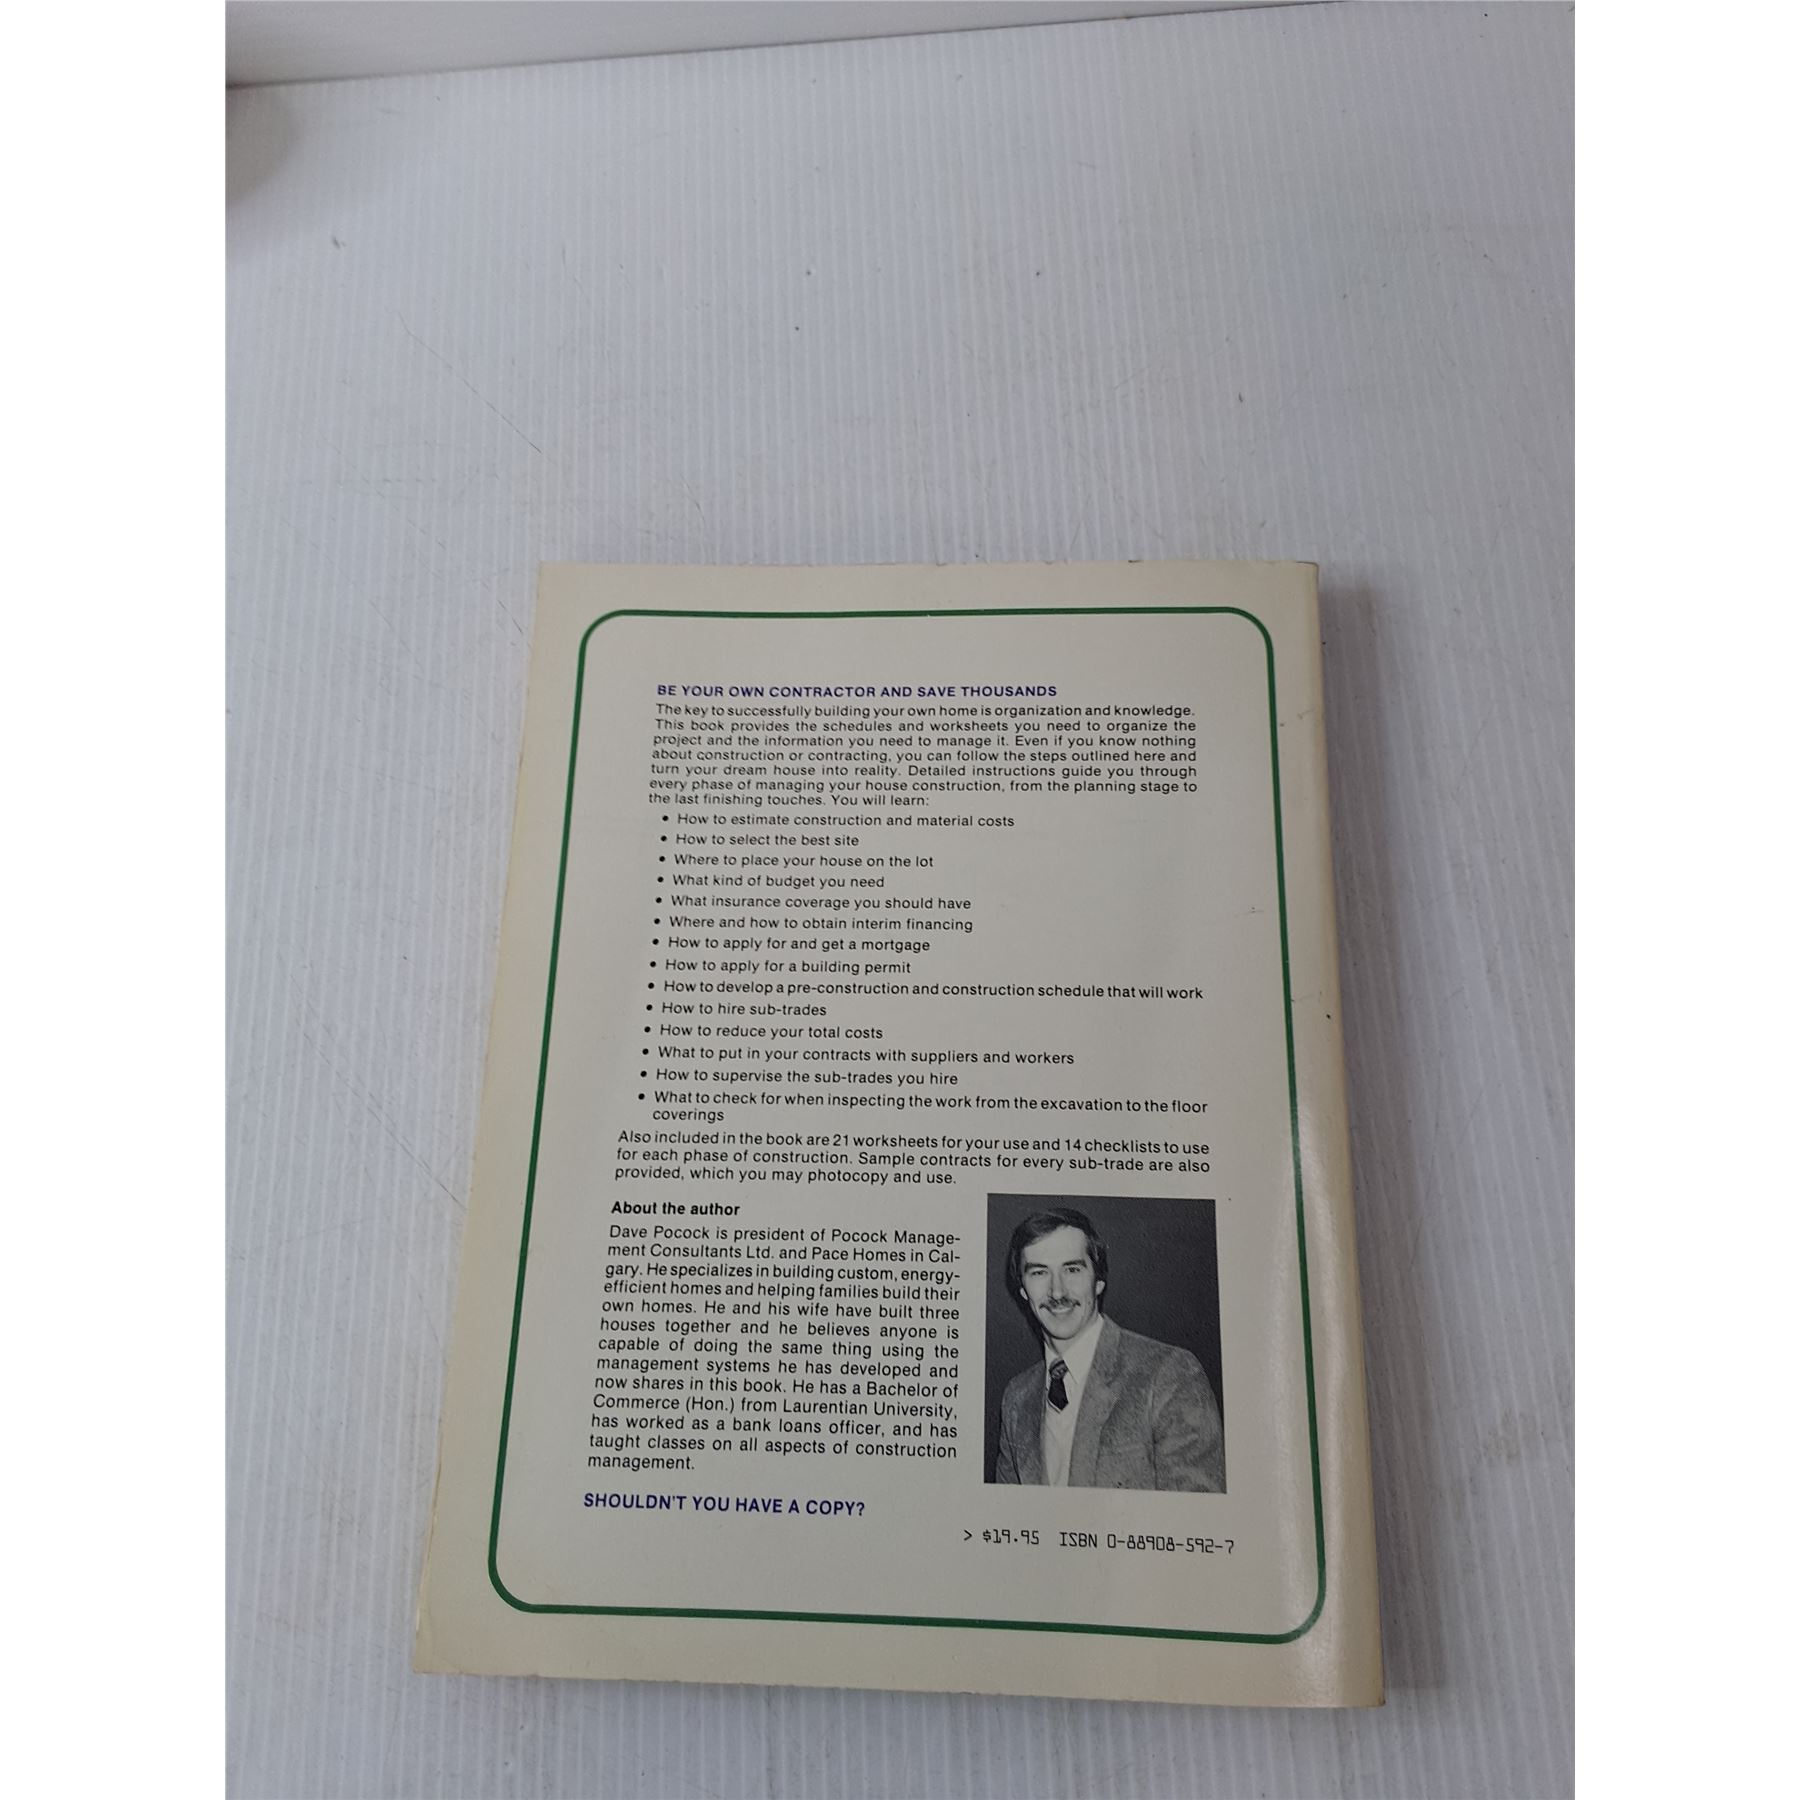 BE YOUR OWN CONTRACTOR AND SAVE THOUSANDS
The key to successfully building your own home is organization and knowledge.
This book provides the schedules and worksheets you need to organize the
project and the information you need to manage it. Even if you know nothing
about construction or contracting, you can follow the steps outlined here and
turn your dream house into reality. Detailed instructions guide you through
every phase of managing your house construction, from the planning stage to
the last finishing touches. You will learn:
• How to estimate construction and material costs
• How to select the best site
• Where to place your house on the lot
• What kind of budget you need
• What insurance coverage you should have
• Where and how to obtain interim financing
• How to apply for and get a mortgage
• How to apply for a building permit
• How to develop a pre-construction and construction schedule that will work
• How to hire sub-trades
• How to reduce your total costs
• What to put in your contracts with suppliers and workers
• How to supervise the sub-trades you hire
• What to check for when inspecting the work from the excavation to the floor
coverings
Also included in the book are 21 worksheets for your use and 14 checklists to use
for each phase of construction. Sample contracts for every sub-trade are also
provided, which you may photocopy and use.
About the author
Dave Pocock is president of Pocock Manage-
ment Consultants Ltd. and Pace Homes in Cal-
gary. He specializes in building custom, energy-
efficient homes and helping families build their
own homes. He and his wife have built three
houses together and he believes anyone is
capable of doing the same thing using the
management systems he has developed and
now shares in this book. He has a Bachelor of
Commerce (Hon.) from Laurentian University,
has worked as a bank loans officer, and has
taught classes on all aspects of construction
management.
SHOULDN'T YOU HAVE A COPY?
> $19.95 ISBN 0-88908-592-7